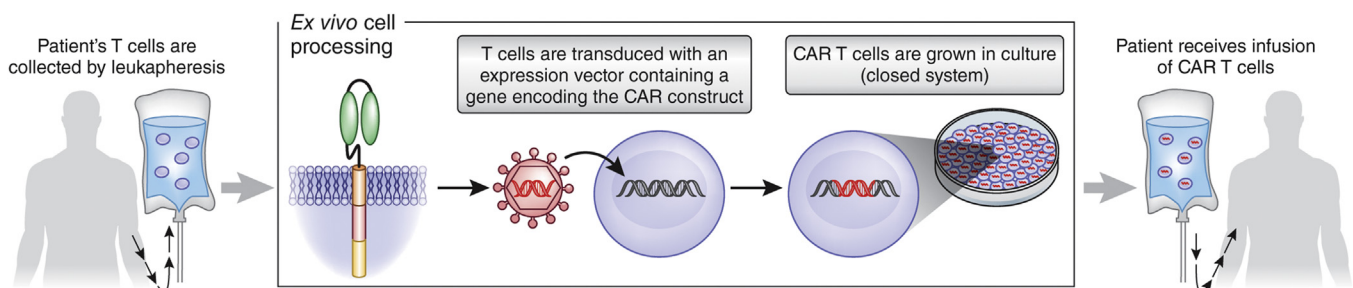 Patient's T cells are
collected by leukapheresis
Ex vivo cell
processing
T cells are transduced with an
expression vector containing a
gene encoding the CAR construct
CAR T cells are grown in culture
(closed system)
Patient receives infusion
of CAR T cells